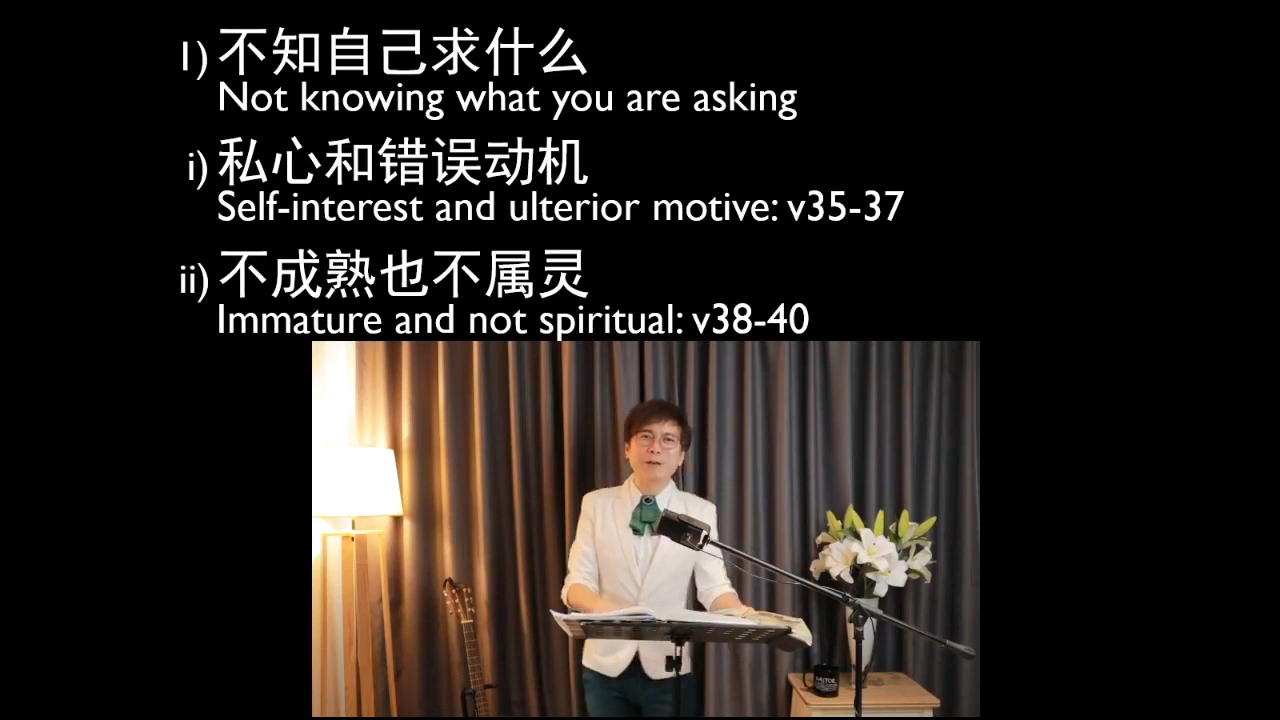 1) 不知自己求什么
Not knowing what you are asking
i) 私心和错误动机
Self-interest and ulterior motive: v35-37
ii) 不成熟也不属灵
Immature and not spiritual: v38-40